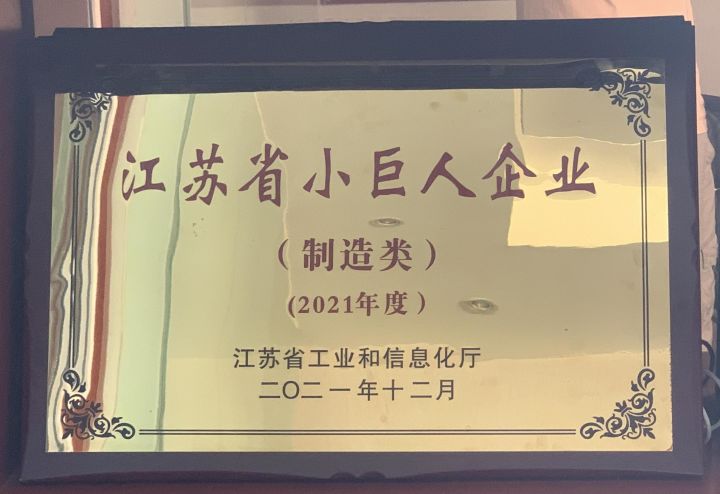 江苏省小巨人企业
（制造类）
(2021年度）
江苏省工业和信息化厅
二〇二一年十二月